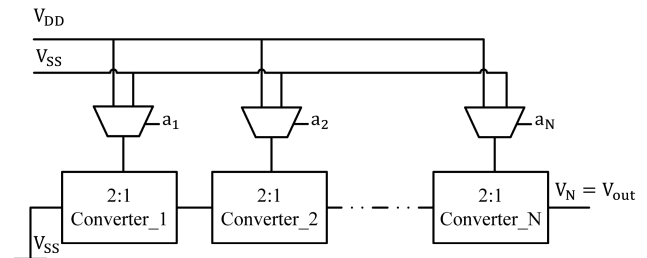 V_DD
V_SS
a_1
a_2
a_N
2:1
Converter_1
2:1
Converter_2
2:1
Converter_N
V_N = V_out
V_SS